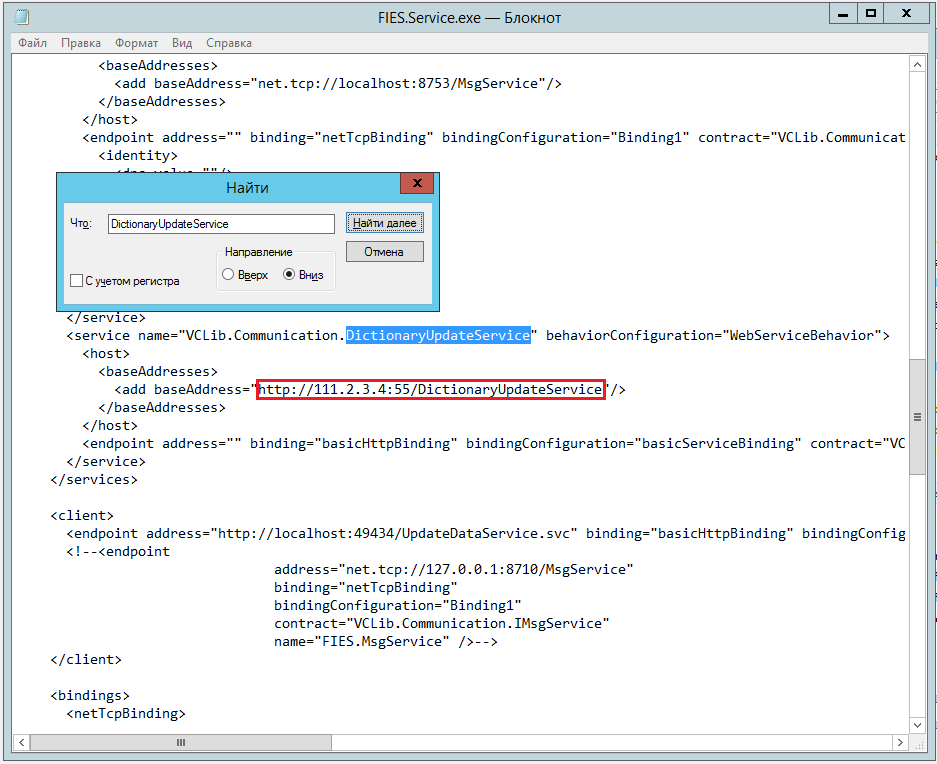 FIES.Service.exe — Блокнот
Файл Правка Формат Вид Справка
<baseAddresses>
<add baseAddress="net.tcp://localhost:8753/MsgService"/>
</baseAddresses>
</host>
<endpoint address="" binding="netTcpBinding" bindingConfiguration="Binding1" contract="VCLib.Communicat
<identity>
<dns value=""/>
Найти
Что: DictionaryUpdateService
Найти далее
Направление
Отмена
Вверх Вниз
С учетом регистра
</service>
<service name="VCLib.Communication.DictionaryUpdateService" behaviorConfiguration="WebServiceBehavior">
<host>
<baseAddresses>
<add baseAddress="http://111.2.3.4:55/DictionaryUpdateService"/>
</baseAddresses>
</host>
<endpoint address="" binding="basicHttpBinding" bindingConfiguration="basicServiceBinding" contract="VC
</service>
</services>
<client>
<endpoint address="http://localhost:49434/UpdateDataService.svc" binding="basicHttpBinding" bindingConfig
<!--<endpoint
address="net.tcp://127.0.0.1:8710/MsgService"
binding="netTcpBinding"
bindingConfiguration="Binding1"
contract="VCLib.Communication.IMsgService"
name="FIES.MsgService" />-->
</client>
<bindings>
<netTcpBinding>